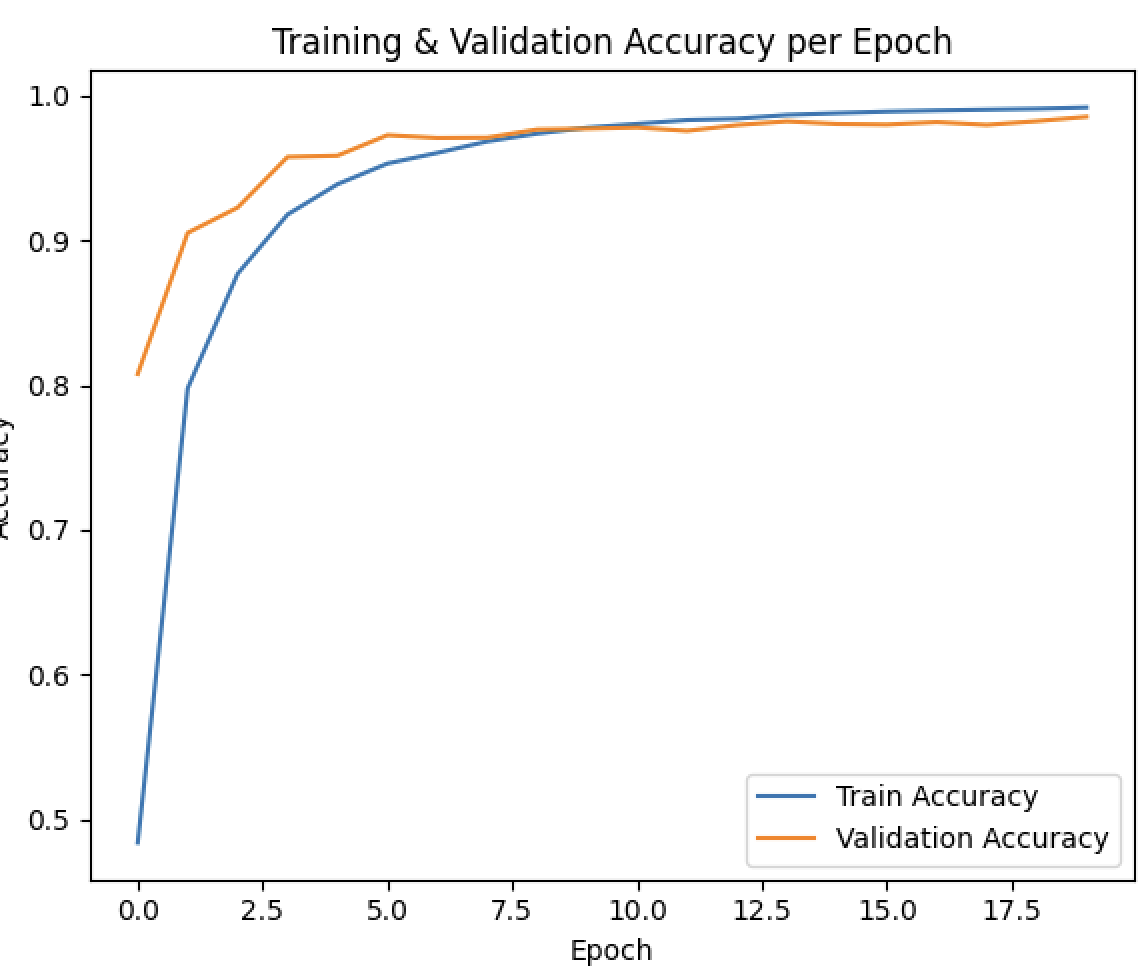 Training & Validation Accuracy per Epoch
1.0
0.9
0.8
0.7
0.6
0.5
Accuracy
Train Accuracy
Validation Accuracy
0.0 2.5 5.0 7.5 10.0 12.5 15.0 17.5
Epoch